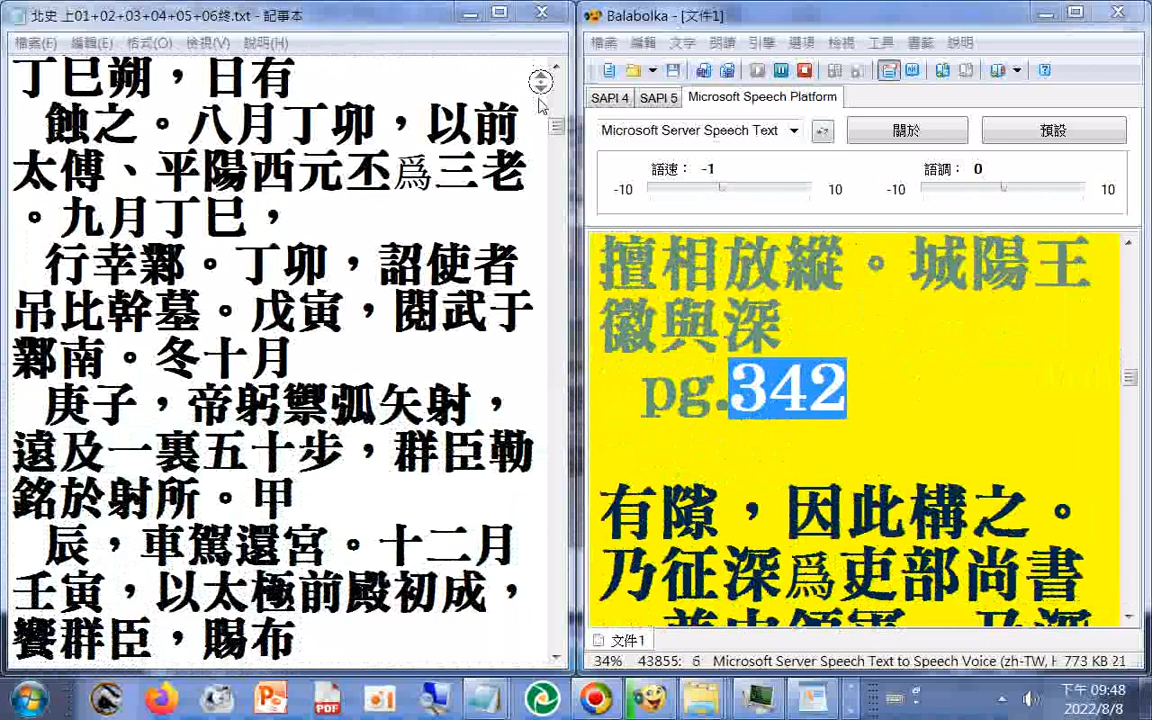 北史 上01+02+03+04+05+06终.txt - 記事本
檔案(F) 編輯(E) 格式(O) 檢視(V) 說明(H)
丁巳朔，日有
蝕之。八月丁卯，以前
太傅、平陽西元丕爲三老
。九月丁巳，
行幸鄴。丁卯，詔使者
吊比幹墓。戊寅，閱武于
鄴南。冬十月
庚子，帝躬禦弧矢射，
遠及一裏五十步，群臣勒
銘於射所。甲
辰，車駕還宮。十二月
壬寅，以太極前殿初成，
饗群臣，賜布
Balabolka - [文件1]
檔案 編輯 文字 朗讀 引擎 選項 檢視 工具 書籤 說明
SAPI 4 SAPI 5 Microsoft Speech Platform
Microsoft Server Speech Text
關於
預設
語速： -1
-10 10
語調： 0
-10 10
擅相放縱。城陽王
徽與深
pg.342
有隙，因此構之。
乃征深爲吏部尚書
文件1
34% 43855: 6 Microsoft Server Speech Text to Speech Voice (zh-TW, H 773 KB 21
下午 09:48
2022/8/8